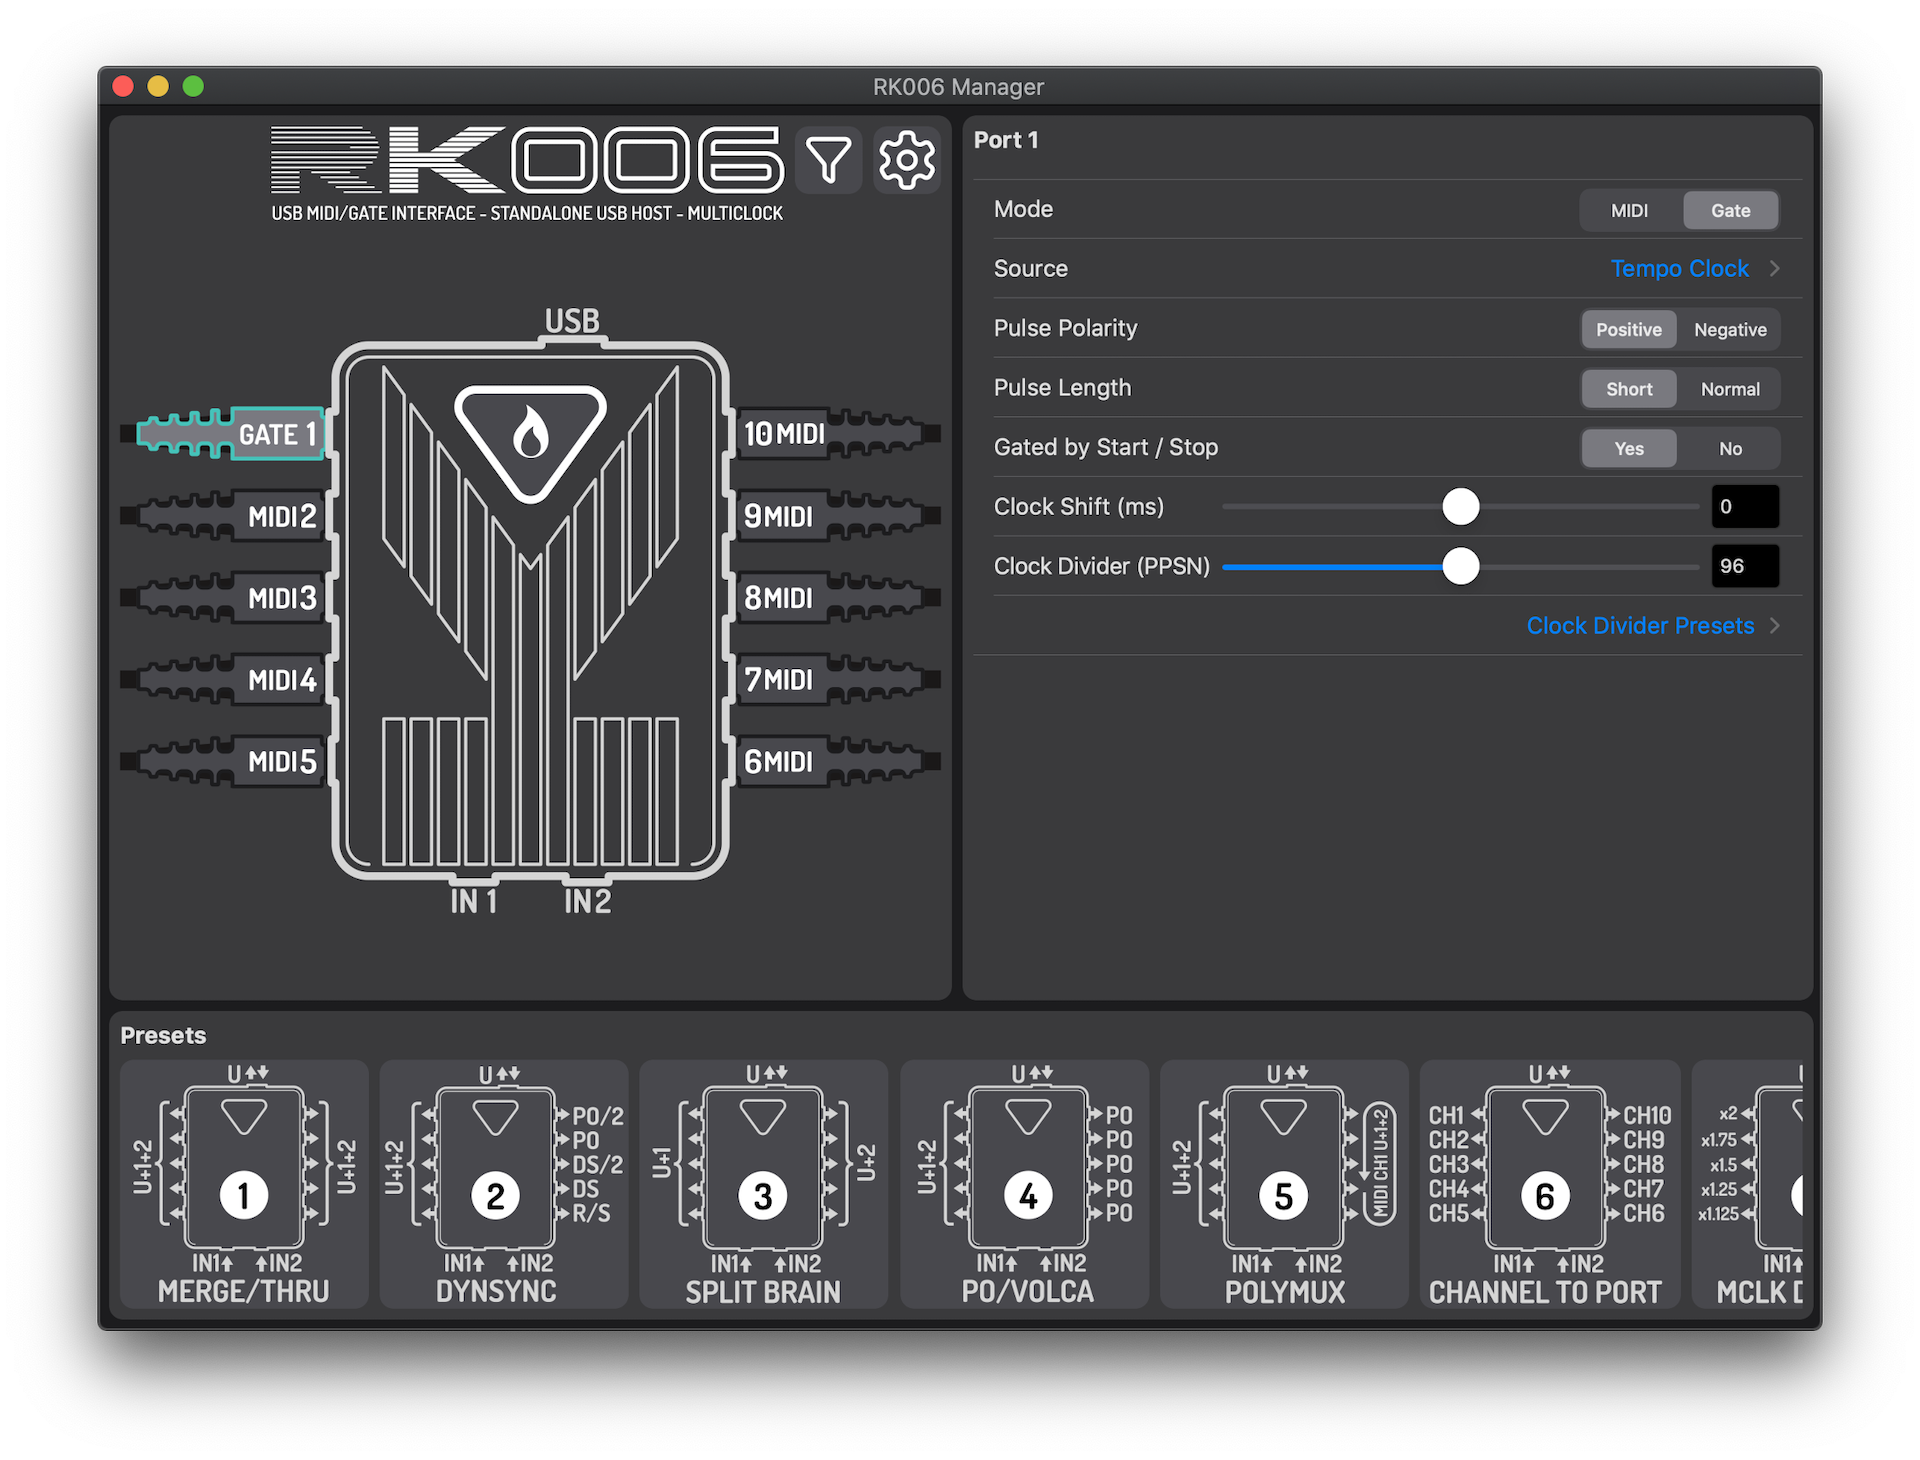 RK006 Manager
RK006
USB MIDI/GATE INTERFACE - STANDALONE USB HOST - MULTICLOCK
USB
GATE 1
MIDI 2
MIDI 3
MIDI 4
MIDI 5
10 MIDI
9 MIDI
8 MIDI
7 MIDI
6 MIDI
IN 1
IN 2
Port 1
Mode
MIDI
Gate
Source
Tempo Clock
Pulse Polarity
Positive
Negative
Pulse Length
Short
Normal
Gated by Start / Stop
Yes
No
Clock Shift (ms)
0
Clock Divider (PPSN)
96
Clock Divider Presets
Presets
U
U+1+2
U+1+2
1
IN1
IN2
MERGE/THRU
U
U+1+2
PO/2
PO
DS/2
DS
R/S
2
IN1
IN2
DYNSYNC
U
U+1
U+2
3
IN1
IN2
SPLIT BRAIN
U
U+1+2
PO
PO
PO
PO
PO
4
IN1
IN2
PO/VOLCA
U
U+1+2
MIDI CH1 U+1+2
5
IN1
IN2
POLYMUX
U
CH1
CH2
CH3
CH4
CH5
CH10
CH9
CH8
CH7
CH6
6
IN1
IN2
CHANNEL TO PORT
x2
x1.75
x1.5
x1.25
x1.125
IN1
MCLK